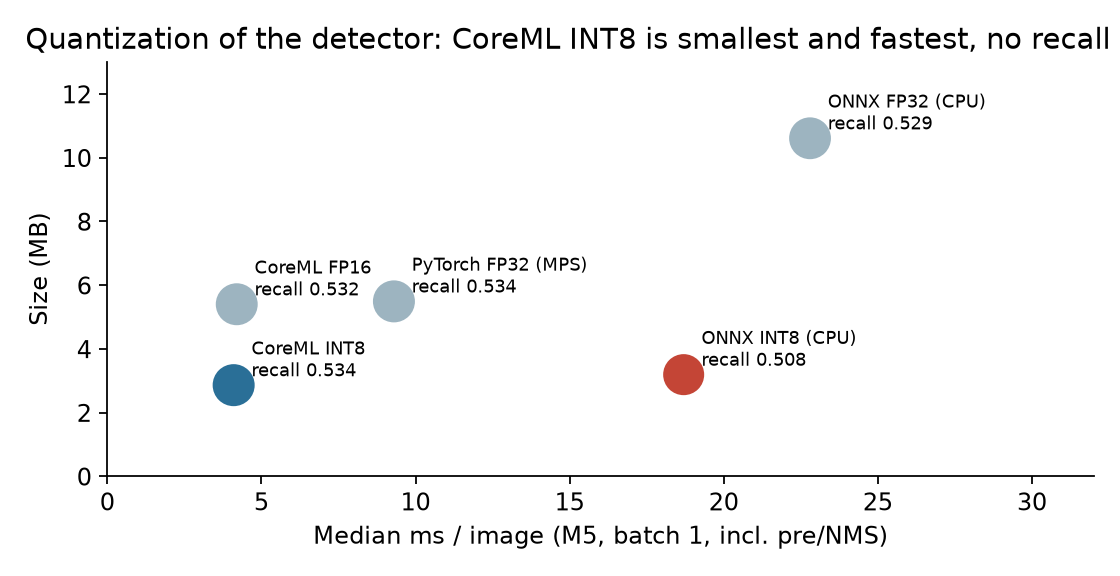 Quantization of the detector: CoreML INT8 is smallest and fastest, no recall
12
10
8
6
4
2
0
Size (MB)
ONNX FP32 (CPU)
recall 0.529
CoreML FP16
recall 0.532
PyTorch FP32 (MPS)
recall 0.534
CoreML INT8
recall 0.534
ONNX INT8 (CPU)
recall 0.508
0 5 10 15 20 25 30
Median ms / image (M5, batch 1, incl. pre/NMS)